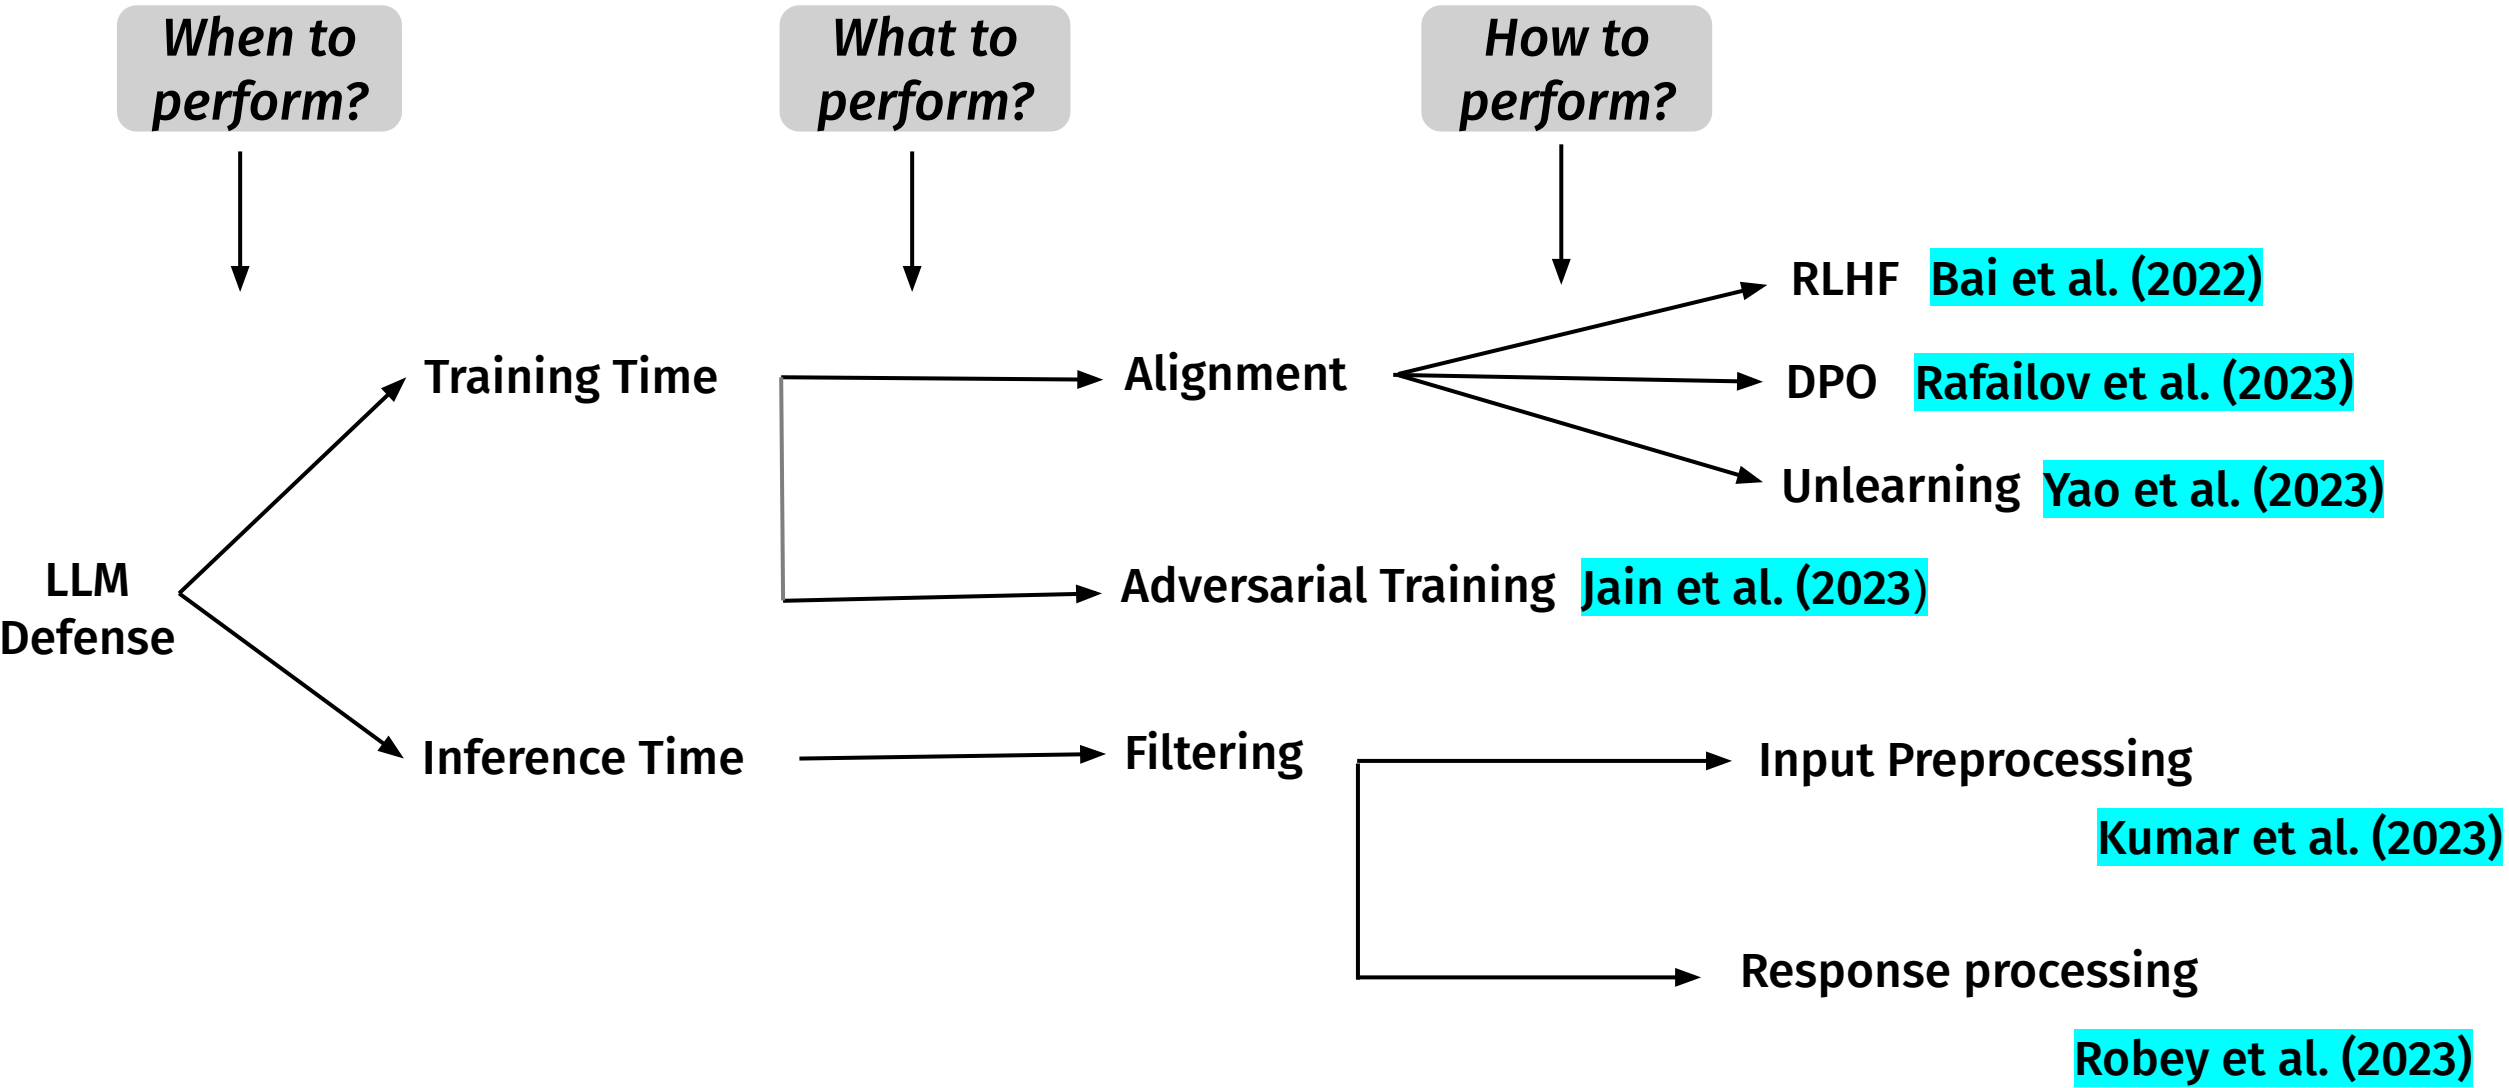 When to
perform?
What to
perform?
How to
perform?
RLHF Bai et al. (2022)
Training Time
Alignment
DPO Rafailov et al. (2023)
Unlearning Yao et al. (2023)
LLM
Defense
Adversarial Training Jain et al. (2023)
Inference Time
Filtering
Input Preprocessing
Kumar et al. (2023)
Response processing
Robey et al. (2023)